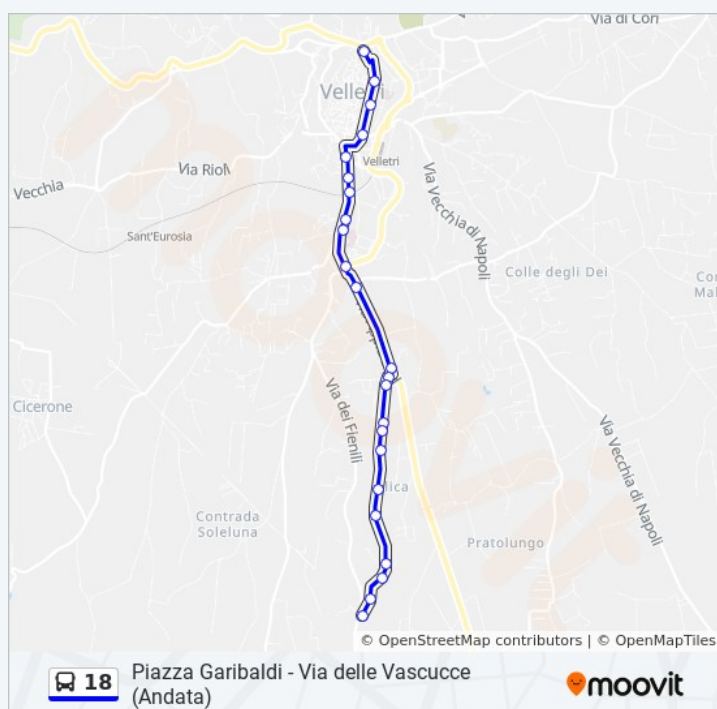 Via di Cori
Velletri
Velletri
Via Rio
Vecchia
Via Vecchia di Napoli
Sant'Eurosia
Colle degli Dei
Cicerone
Via dei Fienili
Via Vecchia di Napoli
Contrada
Soleluna
Pratolungo
© OpenStreetMap contributors | © OpenMapTiles
18
Piazza Garibaldi - Via delle Vascucce
(Andata)
moovit